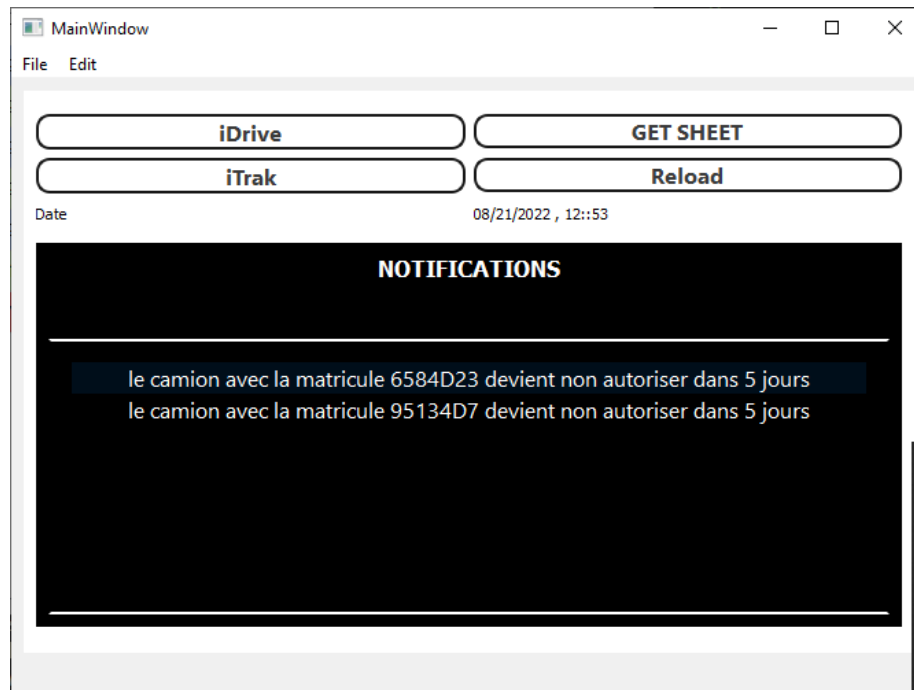 MainWindow
File Edit
iDrive GET SHEET
iTrak Reload
Date 08/21/2022 , 12::53
NOTIFICATIONS
le camion avec la matricule 6584D23 devient non autoriser dans 5 jours
le camion avec la matricule 95134D7 devient non autoriser dans 5 jours